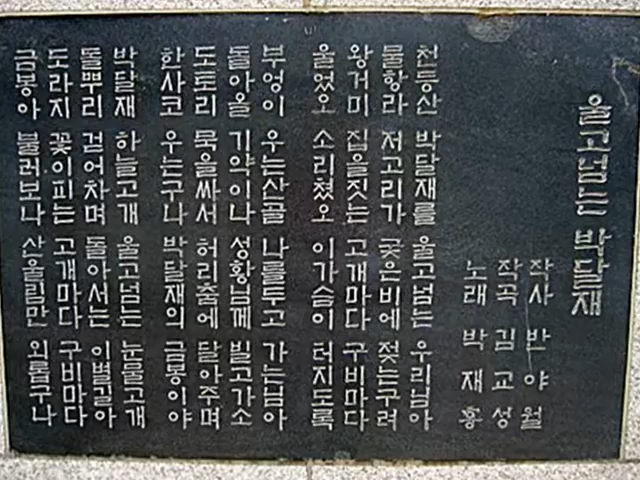 울고넘는 박달재
작사 반야월
작곡 김교성
노래 박재홍
천등산 박달재를 울고넘는 우리님아
물항라 저고리가 궂은비에 젖는구려
왕거미 집을짓는 고개마다 구비마다
울었오 소리쳤오 이가슴이 터지도록
부엉이 우는산골 나를두고 가는님아
돌아올 기약이나 성황님께 빌고가소
도토리 묵을싸서 허리춤에 달아주며
한사코 우는구나 박달재의 금봉이야
박달재 하늘고개 울고넘는 눈물고개
돌뿌리 걷어차며 돌아서는 이별길아
도라지 꽃이피는 고개마다 구비마다
금봉아 불러보나 산울림만 외롭구나